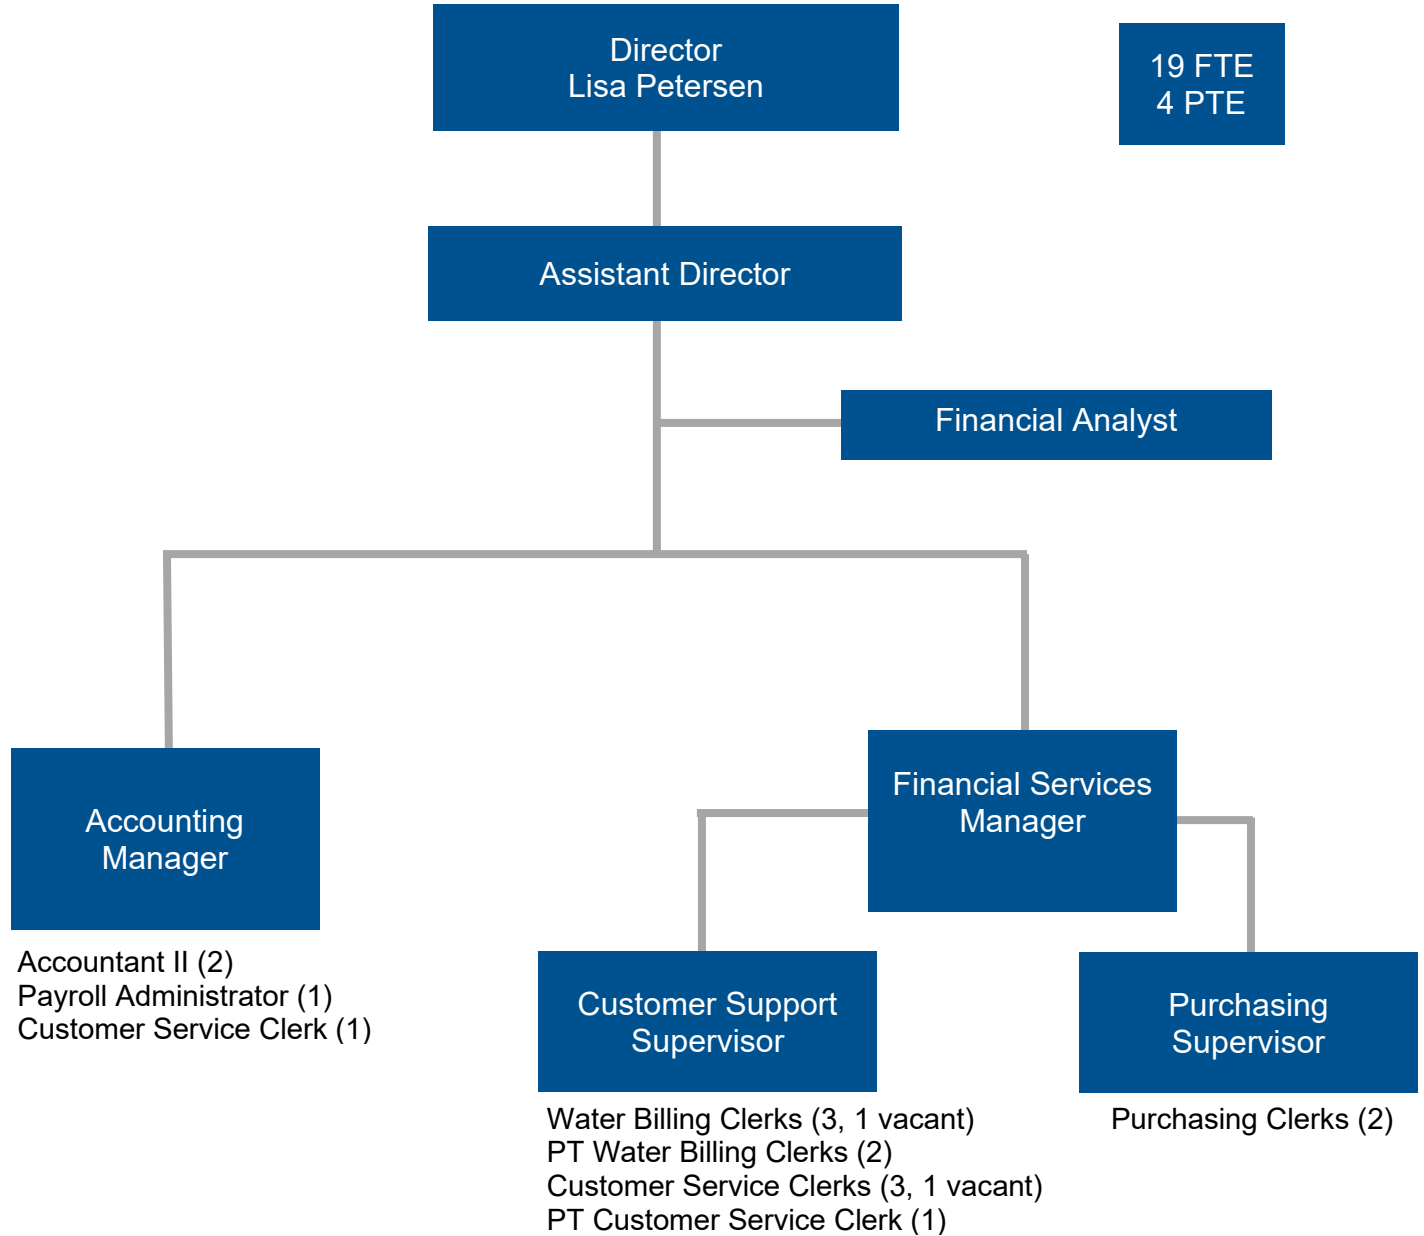 Director
Lisa Petersen
19 FTE
4 PTE
Assistant Director
Financial Analyst
Accounting
Manager
Accountant II (2)
Payroll Administrator (1)
Customer Service Clerk (1)
Financial Services
Manager
Customer Support
Supervisor
Water Billing Clerks (3, 1 vacant)
PT Water Billing Clerks (2)
Customer Service Clerks (3, 1 vacant)
PT Customer Service Clerk (1)
Purchasing
Supervisor
Purchasing Clerks (2)